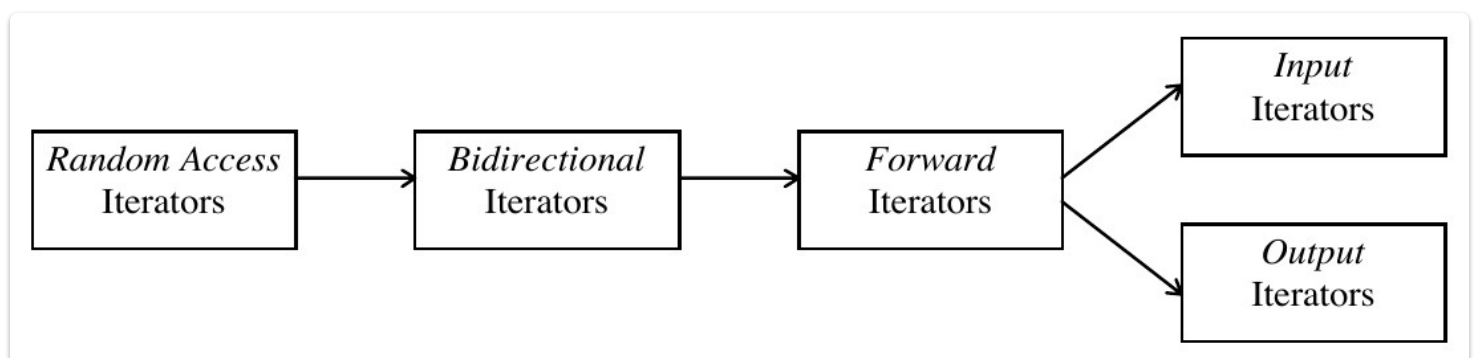 Random Access
Iterators
Bidirectional
Iterators
Forward
Iterators
Input
Iterators
Output
Iterators